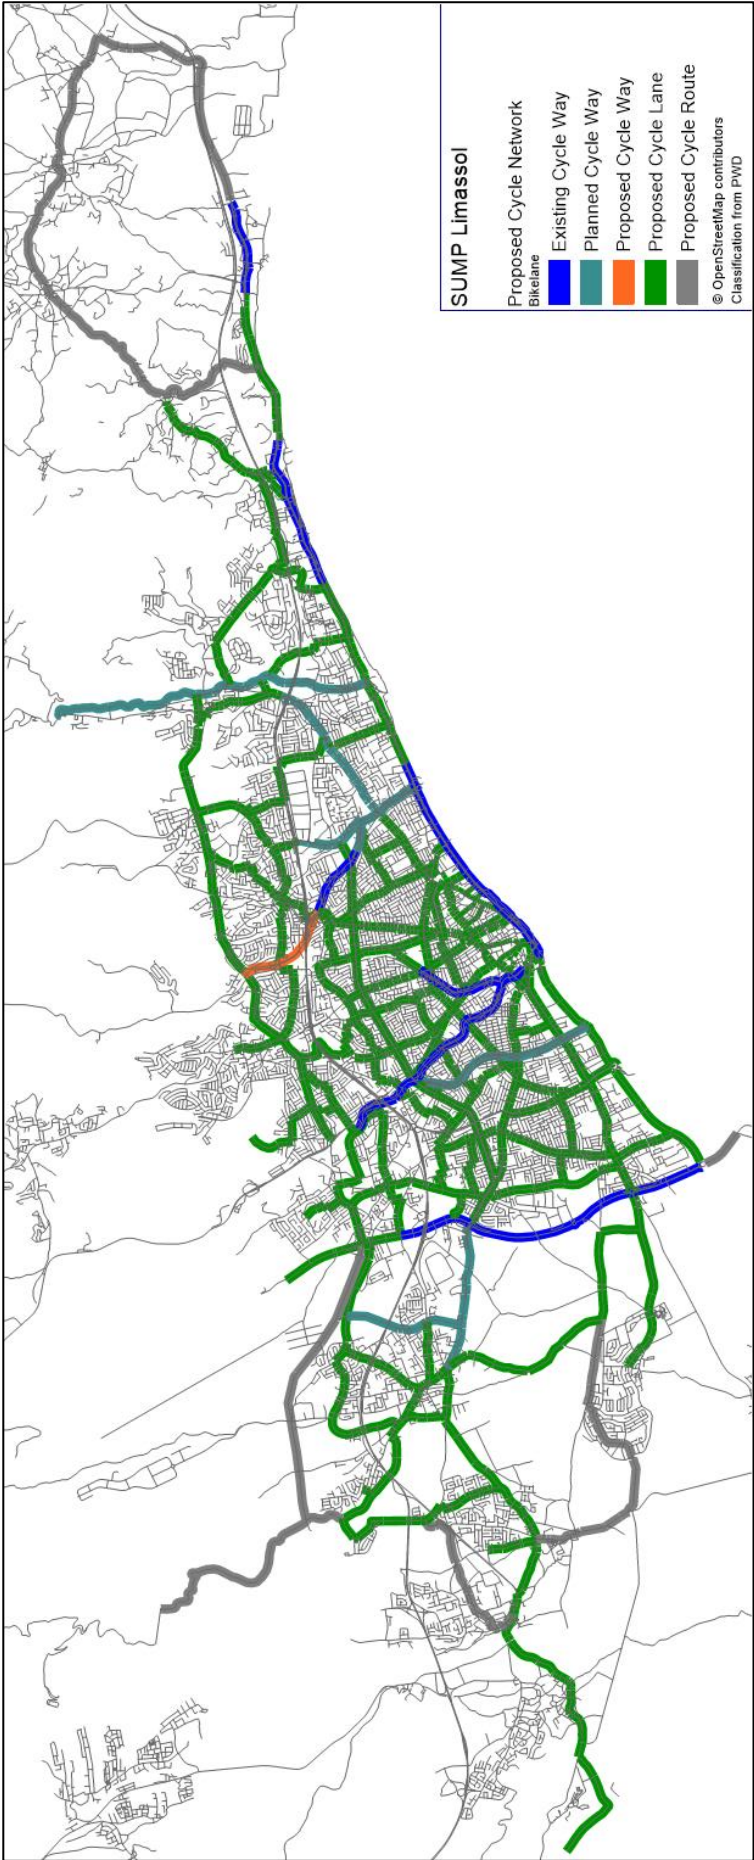 SUMP Limassol
Proposed Cycle Network
Bikelane
Existing Cycle Way
Planned Cycle Way
Proposed Cycle Way
Proposed Cycle Lane
Proposed Cycle Route
© OpenStreetMap contributors
Classification from PWD